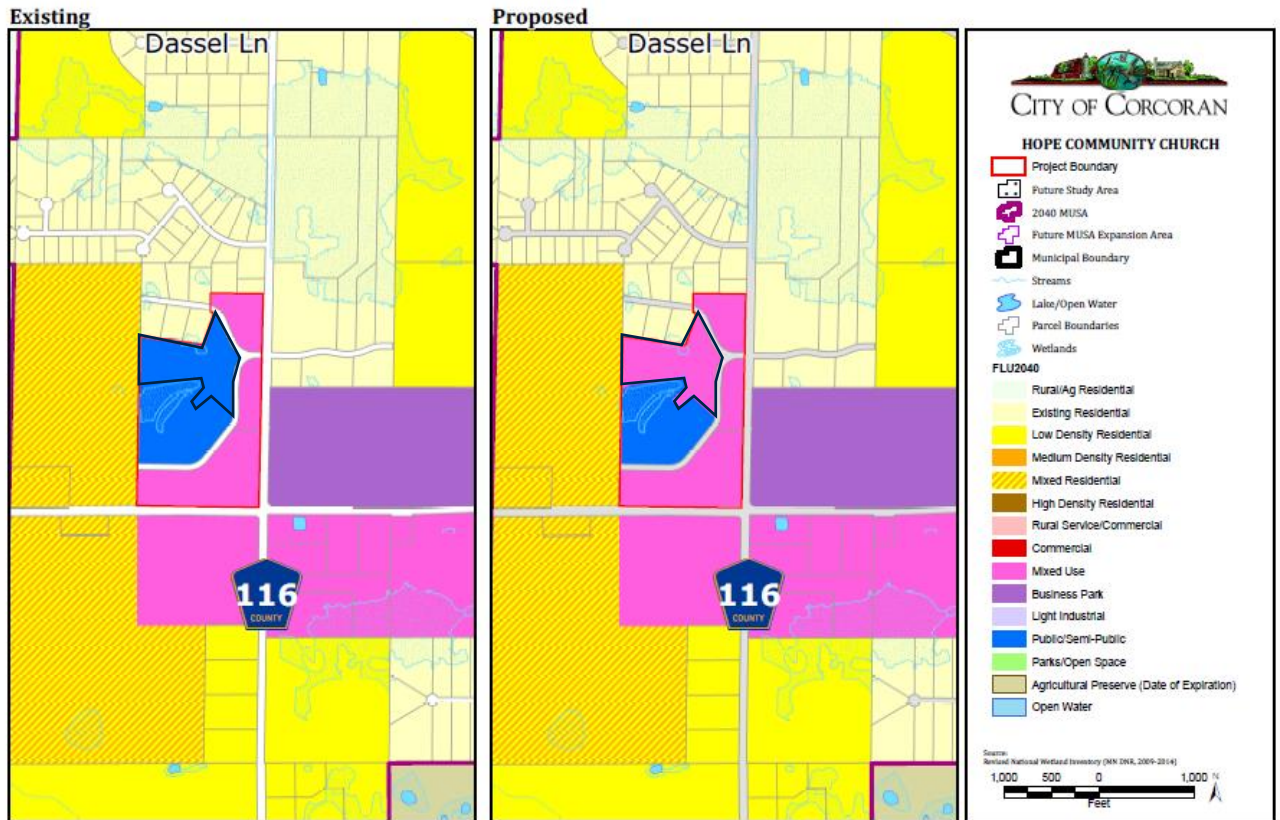 Existing
Dassel Ln
116
COUNTY
Proposed
Dassel Ln
116
COUNTY
CITY OF CORCORAN
HOPE COMMUNITY CHURCH
Project Boundary
Future Study Area
2040 MUSA
Future MUSA Expansion Area
Municipal Boundary
Streams
Lake/Open Water
Parcel Boundaries
Wetlands
FLU2040
Rural/Ag Residential
Existing Residential
Low Density Residential
Medium Density Residential
Mixed Residential
High Density Residential
Rural Service/Commercial
Commercial
Mixed Use
Business Park
Light Industrial
Public/Semi-Public
Parks/Open Space
Agricultural Preserve (Date of Expiration)
Open Water
Source:
Revised National Wetland Inventory (MN DNR, 2009-2014)
1,000 500 0 1,000 N
Feet